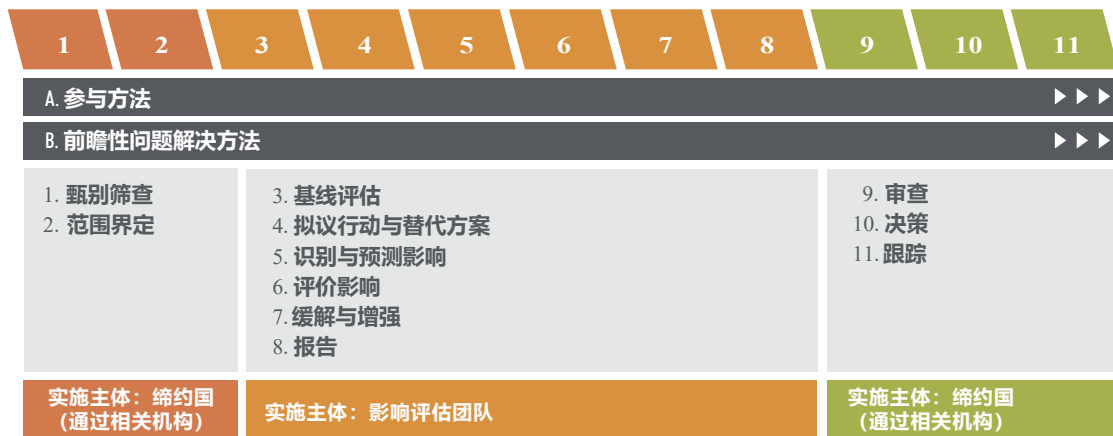 1 2 3 4 5 6 7 8 9 10 11
A. 参与方法
B. 前瞻性问题解决方法
1. 甄别筛查
2. 范围界定
3. 基线评估
4. 拟议行动与替代方案
5. 识别与预测影响
6. 评价影响
7. 缓解与增强
8. 报告
9. 审查
10. 决策
11. 跟踪
实施主体：缔约国
（通过相关机构）
实施主体：影响评估团队
实施主体：缔约国
（通过相关机构）